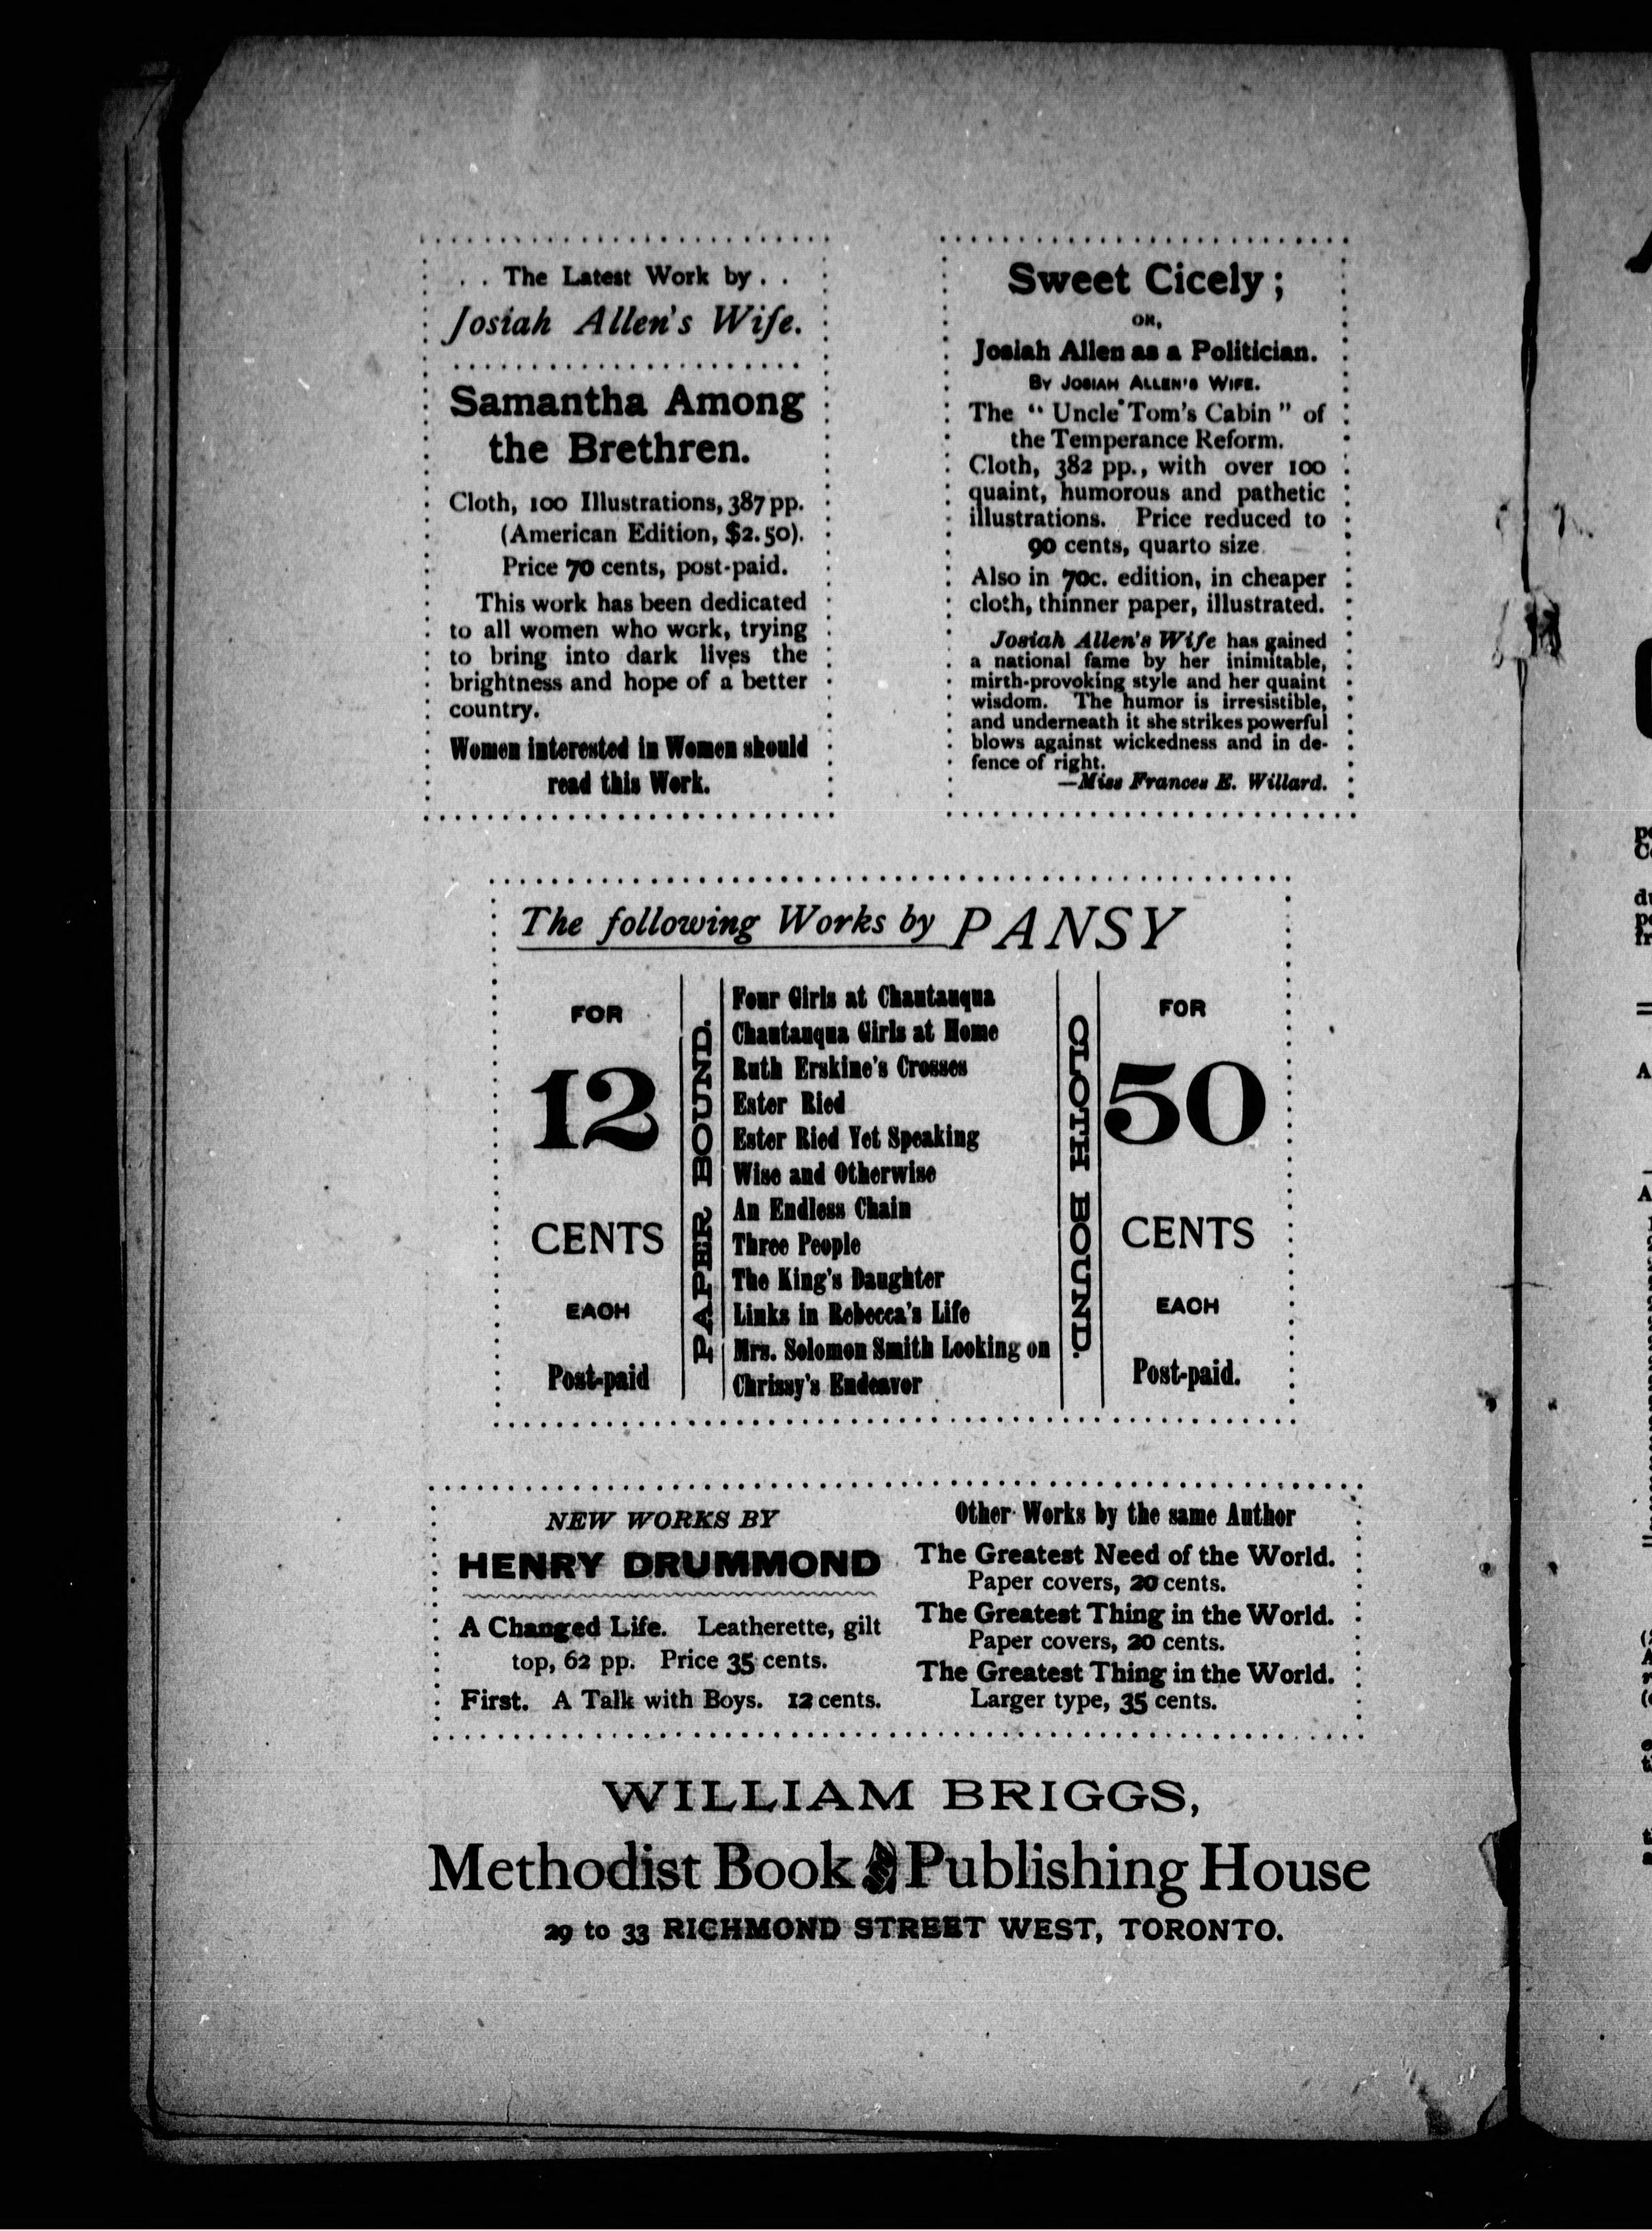 . . The Latest Work by . .
Josiah Allen's Wife.
Samantha Among
the Brethren.
Cloth, 100 Illustrations, 387 pp.
(American Edition, $2.50).
Price 70 cents, post-paid.
This work has been dedicated
to all women who work, trying
to bring into dark lives the
brightness and hope of a better
country.
Women interested in Women should
read this Work.
Sweet Cicely;
OR,
Josiah Allen as a Politician.
BY JOSIAH ALLEN'S WIFE.
The "Uncle Tom's Cabin" of
the Temperance Reform.
Cloth, 382 pp., with over 100
quaint, humorous and pathetic
illustrations. Price reduced to
90 cents, quarto size
Also in 70c. edition, in cheaper
cloth, thinner paper, illustrated.
Josiah Allen's Wife has gained
a national fame by her inimitable,
mirth-provoking style and her quaint
wisdom. The humor is irresistible,
and underneath it she strikes powerful
blows against wickedness and in de-
fence of right.
—Miss Frances E. Willard.
The following Works by PANSY
FOR
12
CENTS
EACH
Post-paid
PAPER BOUND.
Four Girls at Chautauqua
Chautauqua Girls at Home
Ruth Erskine's Crosses
Ester Ried
Ester Ried Yet Speaking
Wise and Otherwise
An Endless Chain
Three People
The King's Daughter
Links in Rebecca's Life
Mrs. Solomon Smith Looking on
Chrissy's Endeavor
CLOTH BOUND.
FOR
50
CENTS
EACH
Post-paid.
NEW WORKS BY
HENRY DRUMMOND
A Changed Life. Leatherette, gilt
top, 62 pp. Price 35 cents.
First. A Talk with Boys. 12 cents.
Other Works by the same Author
The Greatest Need of the World.
Paper covers, 20 cents.
The Greatest Thing in the World.
Paper covers, 20 cents.
The Greatest Thing in the World.
Larger type, 35 cents.
WILLIAM BRIGGS,
Methodist Book Publishing House
29 to 33 RICHMOND STREET WEST, TORONTO.